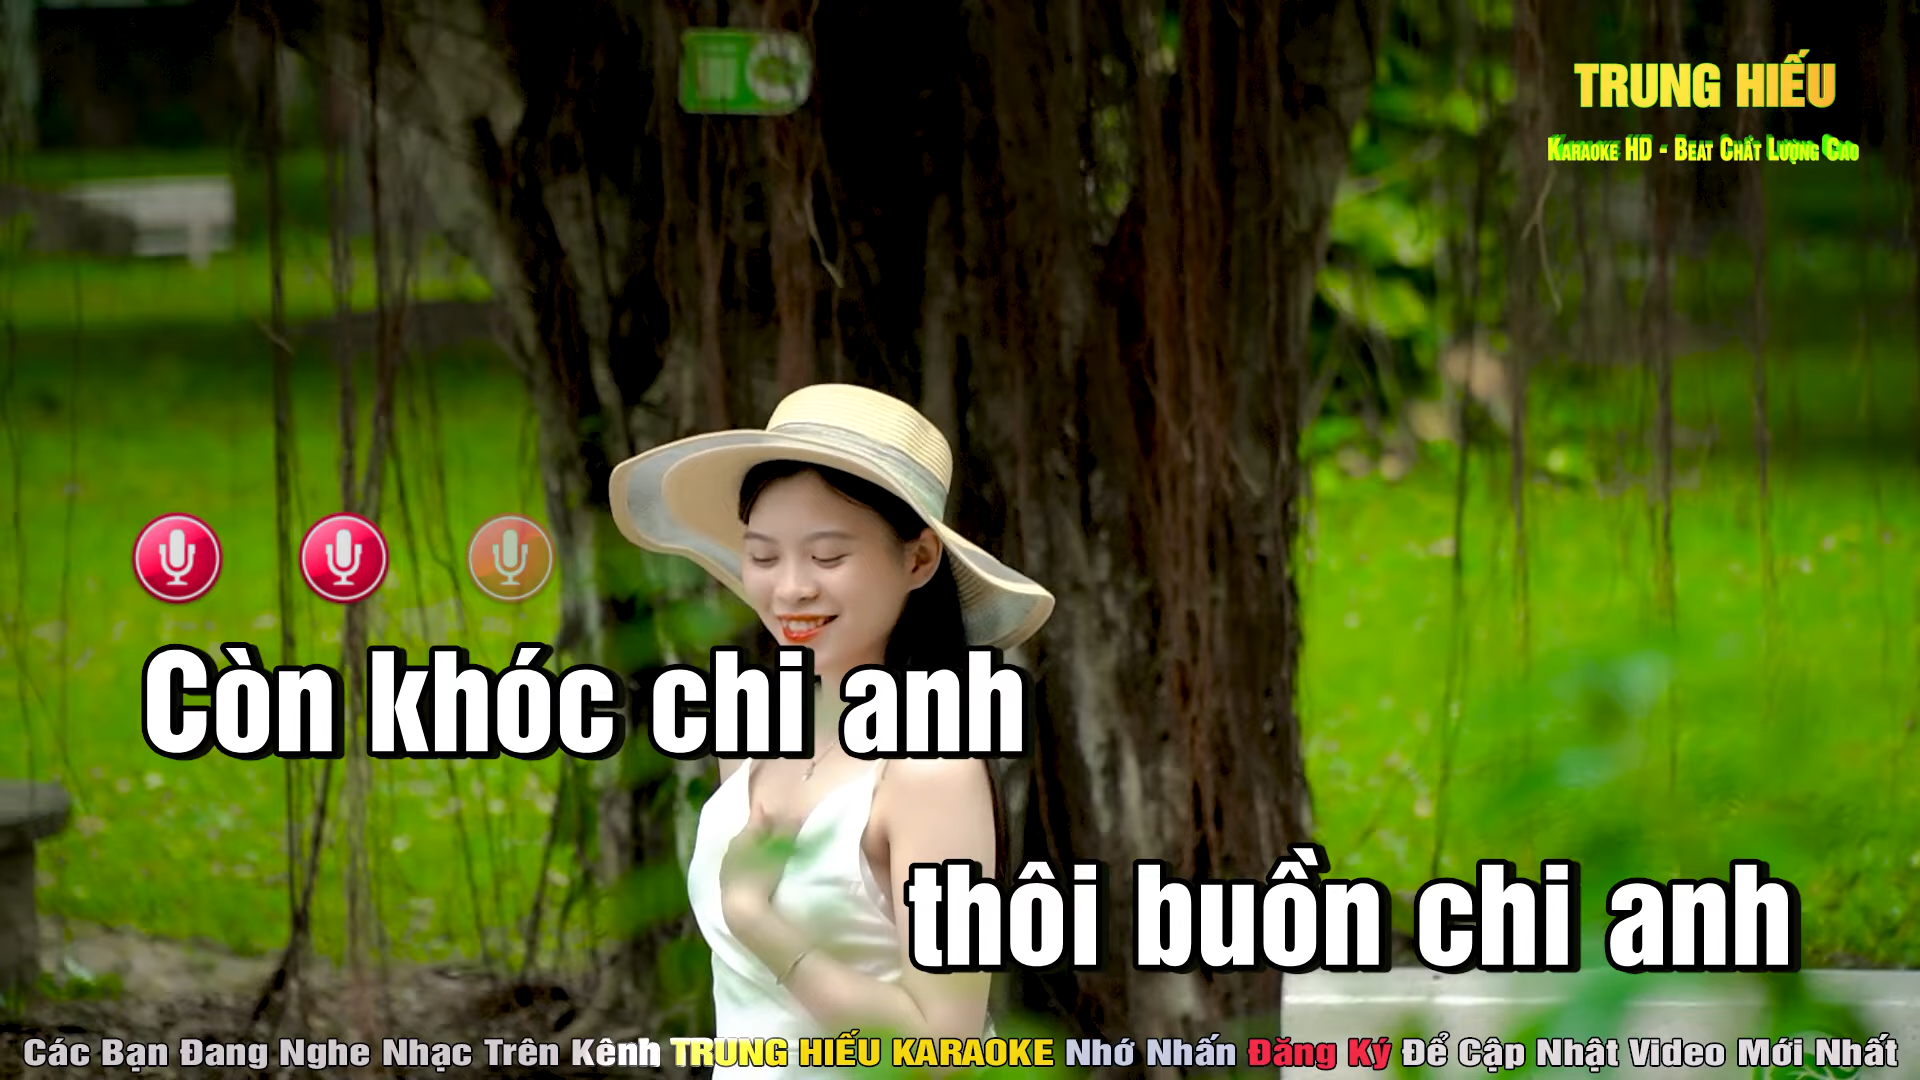 TRUNG HIẾU
KARAOKE HD - BEAT CHẤT LƯỢNG CAO
Còn khóc chi anh
thôi buồn chi anh
Các Bạn Đang Nghe Nhạc Trên Kênh TRUNG HIẾU KARAOKE Nhớ Nhấn Đăng Ký Để Cập Nhật Video Mới Nhất